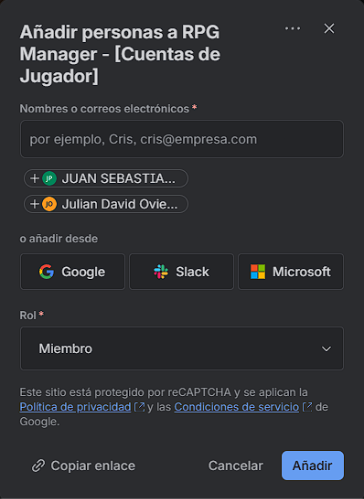 Añadir personas a RPG
Manager - [Cuentas de
Jugador]
Nombres o correos electrónicos *
por ejemplo, Cris, cris@empresa.com
+ JP JUAN SEBASTIA...
+ JO Julian David Ovie...
o añadir desde
Google Slack Microsoft
Rol *
Miembro
Este sitio está protegido por reCAPTCHA y se aplican la
Política de privacidad y las Condiciones de servicio de
Google.
Copiar enlace Cancelar Añadir